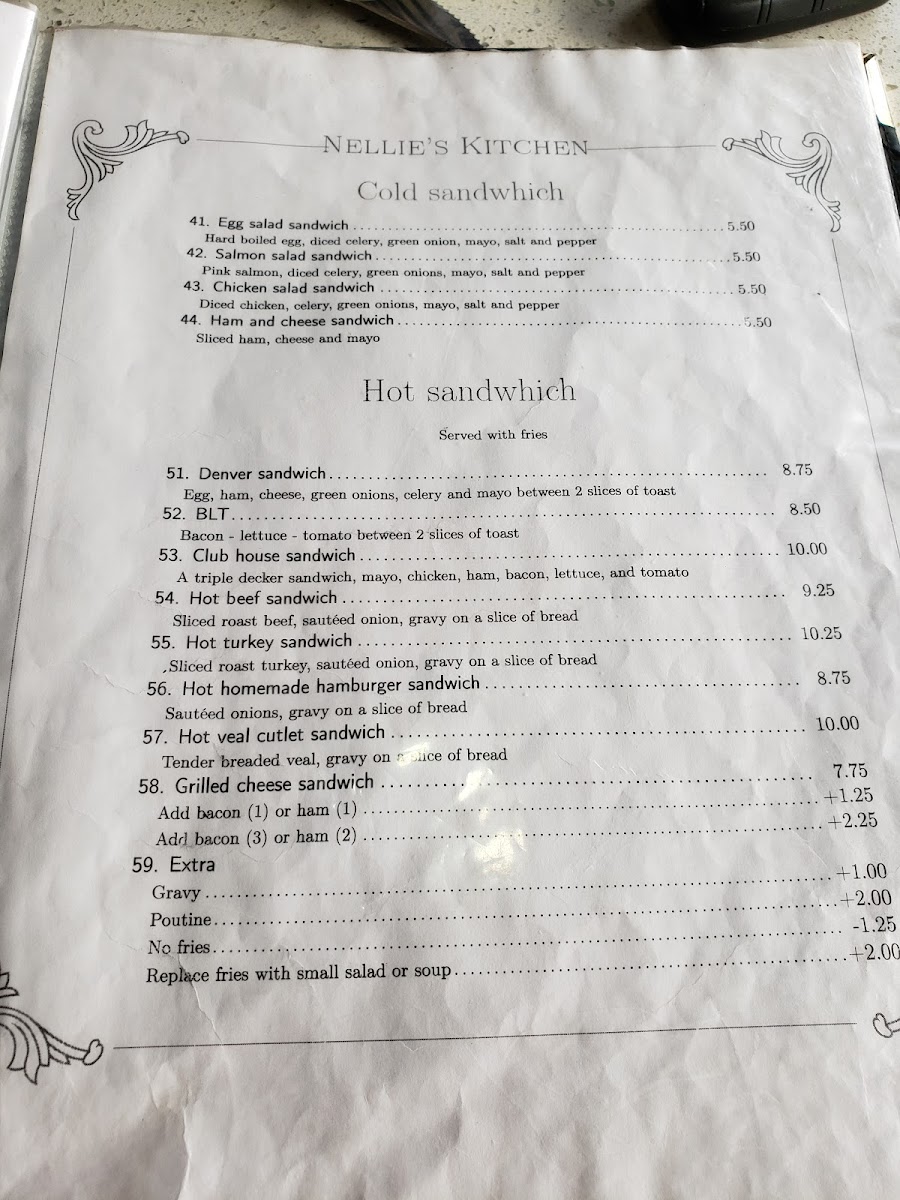 NELLIE'S KITCHEN
Cold sandwhich
41. Egg salad sandwich ........ 5.50
Hard boiled egg, diced celery, green onion, mayo, salt and pepper
42. Salmon salad sandwich ........ 5.50
Pink salmon, diced celery, green onions, mayo, salt and pepper
43. Chicken salad sandwich ........ 5.50
Diced chicken, celery, green onions, mayo, salt and pepper
44. Ham and cheese sandwich ........ 5.50
Sliced ham, cheese and mayo
Hot sandwhich
Served with fries
51. Denver sandwich ........ 8.75
Egg, ham, cheese, green onions, celery and mayo between 2 slices of toast
52. BLT ........ 8.50
Bacon - lettuce - tomato between 2 slices of toast
53. Club house sandwich ........ 10.00
A triple decker sandwich, mayo, chicken, ham, bacon, lettuce, and tomato
54. Hot beef sandwich ........ 9.25
Sliced roast beef, sautéed onion, gravy on a slice of bread
55. Hot turkey sandwich ........ 10.25
Sliced roast turkey, sautéed onion, gravy on a slice of bread
56. Hot homemade hamburger sandwich ........ 8.75
Sautéed onions, gravy on a slice of bread
57. Hot veal cutlet sandwich ........ 10.00
Tender breaded veal, gravy on a slice of bread
58. Grilled cheese sandwich ........ 7.75
Add bacon (1) or ham (1) ........ +1.25
Add bacon (3) or ham (2) ........ +2.25
59. Extra
Gravy ........ +1.00
Poutine ........ +2.00
No fries ........ -1.25
Replace fries with small salad or soup ........ +2.00